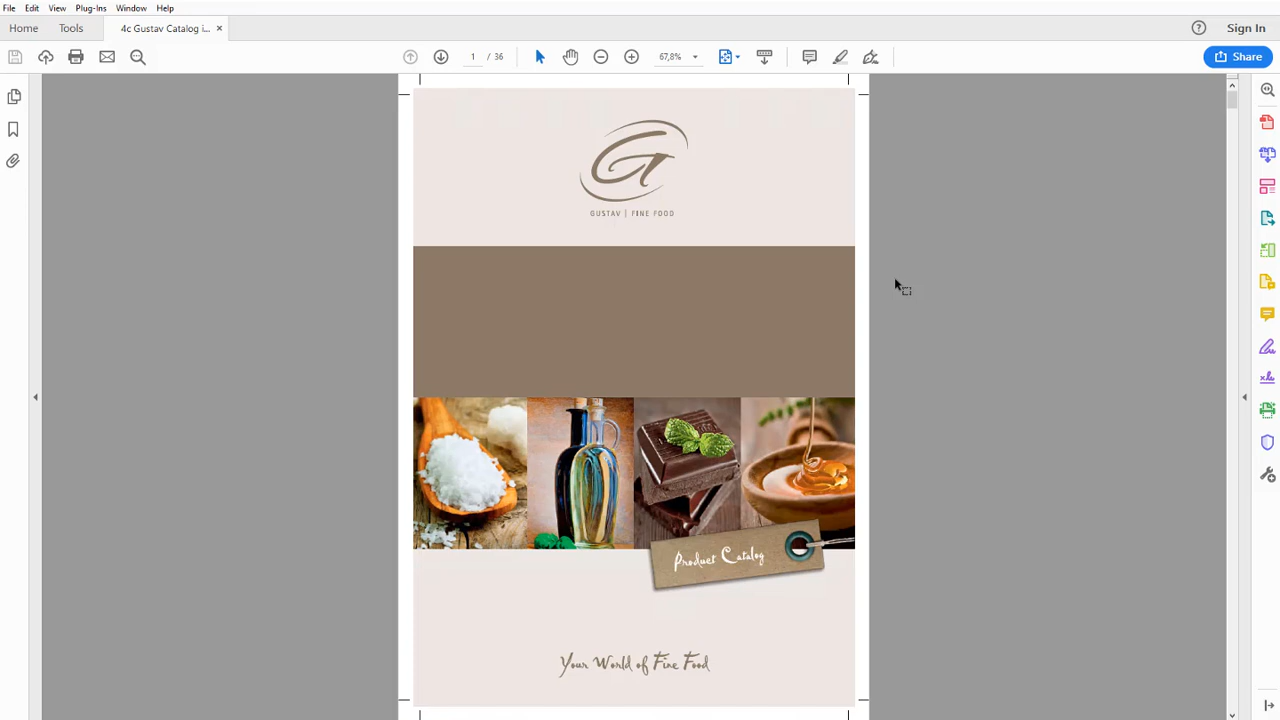 File Edit View Plug-Ins Window Help
Home Tools 4c Gustav Catalog i... × Sign In
1 / 36 67,8% Share
G
GUSTAV | FINE FOOD
Product Catalog
Your World of Fine Food